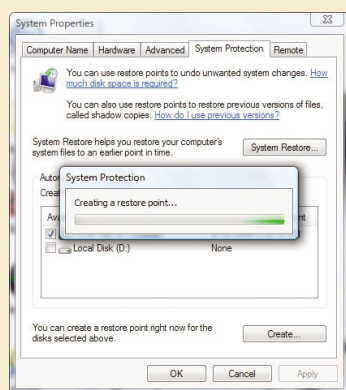 System Properties
Computer Name Hardware Advanced System Protection Remote
You can use restore points to undo unwanted system changes. How
much disk space is required?
You can also use restore points to restore previous versions of files,
called shadow copies. How do I use previous versions?
System Restore helps you restore your computer's
system files to an earlier point in time.
System Restore...
System Protection
Creating a restore point...
Local Disk (D:) None
You can create a restore point right now for the
disks selected above.
Create...
OK Cancel Apply